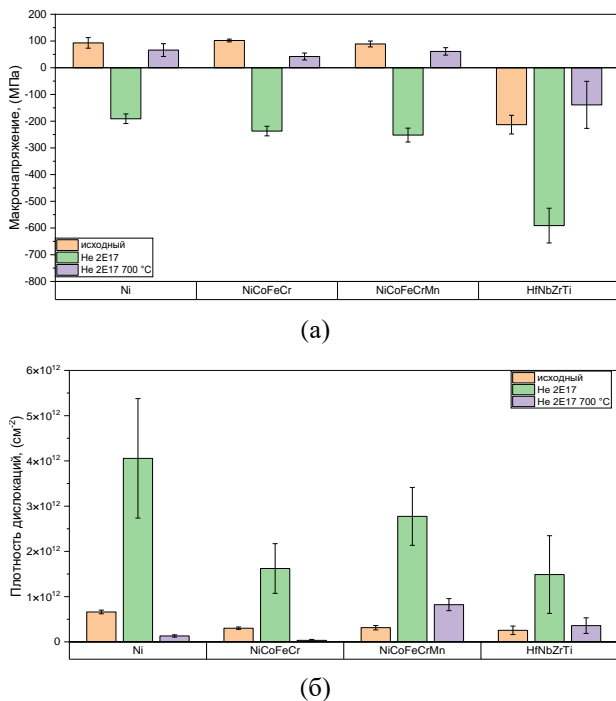 200
100
0
-100
-200
-300
-400
-500
-600
-700
-800
Макронапряжение, (МПа)
исходный
He 2E17
He 2E17 700 °C
Ni NiCoFeCr NiCoFeCrMn HfNbZrTi
(а)
6×10¹²
5×10¹²
4×10¹²
3×10¹²
2×10¹²
1×10¹²
0
Плотность дислокаций, (см⁻²)
исходный
He 2E17
He 2E17 700 °C
Ni NiCoFeCr NiCoFeCrMn HfNbZrTi
(б)